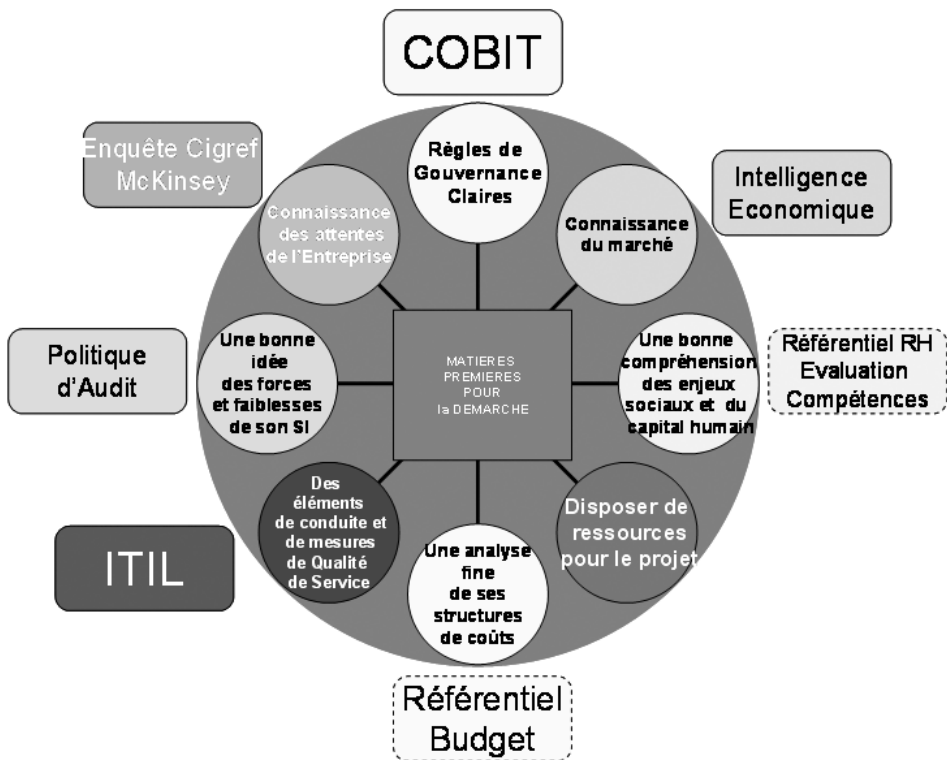 COBIT
Enquête Cigref
McKinsey
Règles de
Gouvernance
Claires
Intelligence
Economique
Connaissance
des attentes
de l'Entreprise
Connaissance
du marché
Politique
d'Audit
Une bonne
idée
des forces
et faiblesses
de son SI
MATIERES
PREMIERES
POUR
la DEMARCHE
Une bonne
compréhension
des enjeux
sociaux et du
capital humain
Référentiel RH
Evaluation
Compétences
ITIL
Des
éléments
de conduite et
de mesures
de Qualité
de Service
Une analyse
fine
de ses
structures
de coûts
Disposer de
ressources
pour le projet
Référentiel
Budget